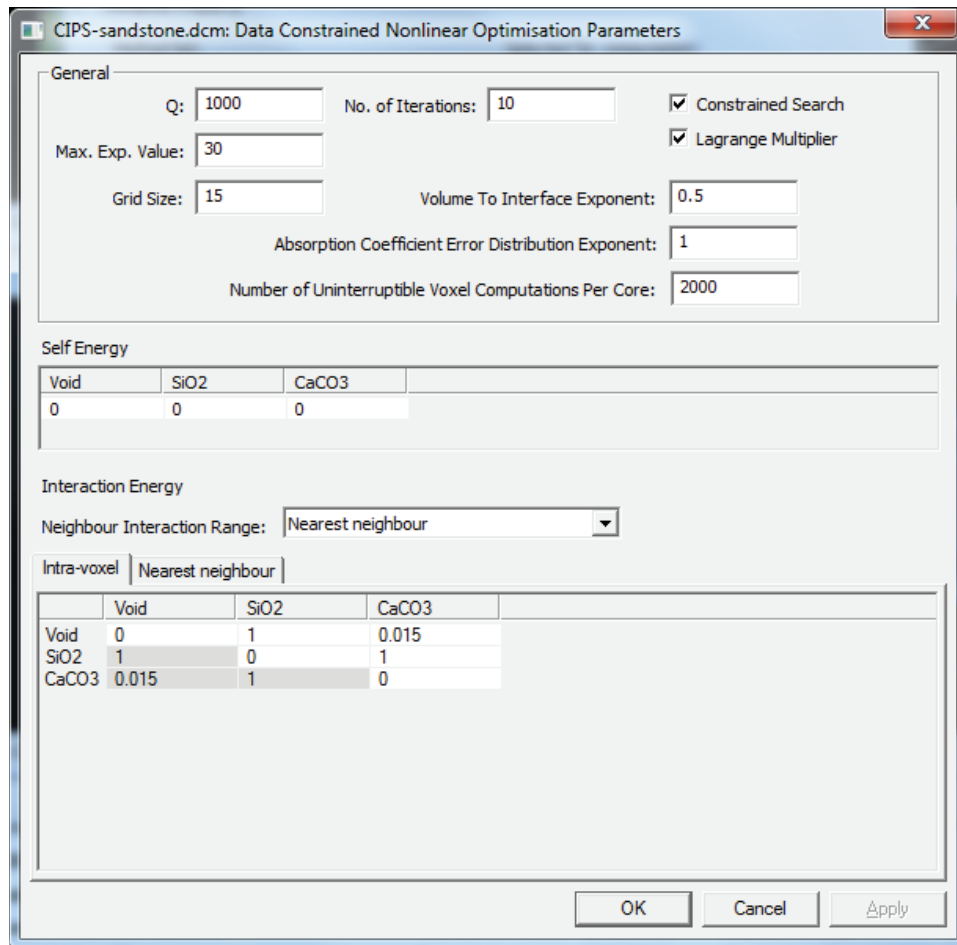 CIPS-sandstone.dcm: Data Constrained Nonlinear Optimisation Parameters
General
Q: 1000 No. of Iterations: 10 Constrained Search
Max. Exp. Value: 30 Lagrange Multiplier
Grid Size: 15 Volume To Interface Exponent: 0.5
Absorption Coefficient Error Distribution Exponent: 1
Number of Uninterruptible Voxel Computations Per Core: 2000
Self Energy
Void SiO2 CaCO3
0 0 0
Interaction Energy
Neighbour Interaction Range: Nearest neighbour
Intra-voxel Nearest neighbour
Void SiO2 CaCO3
Void 0 1 0.015
SiO2 1 0 1
CaCO3 0.015 1 0
OK Cancel Apply